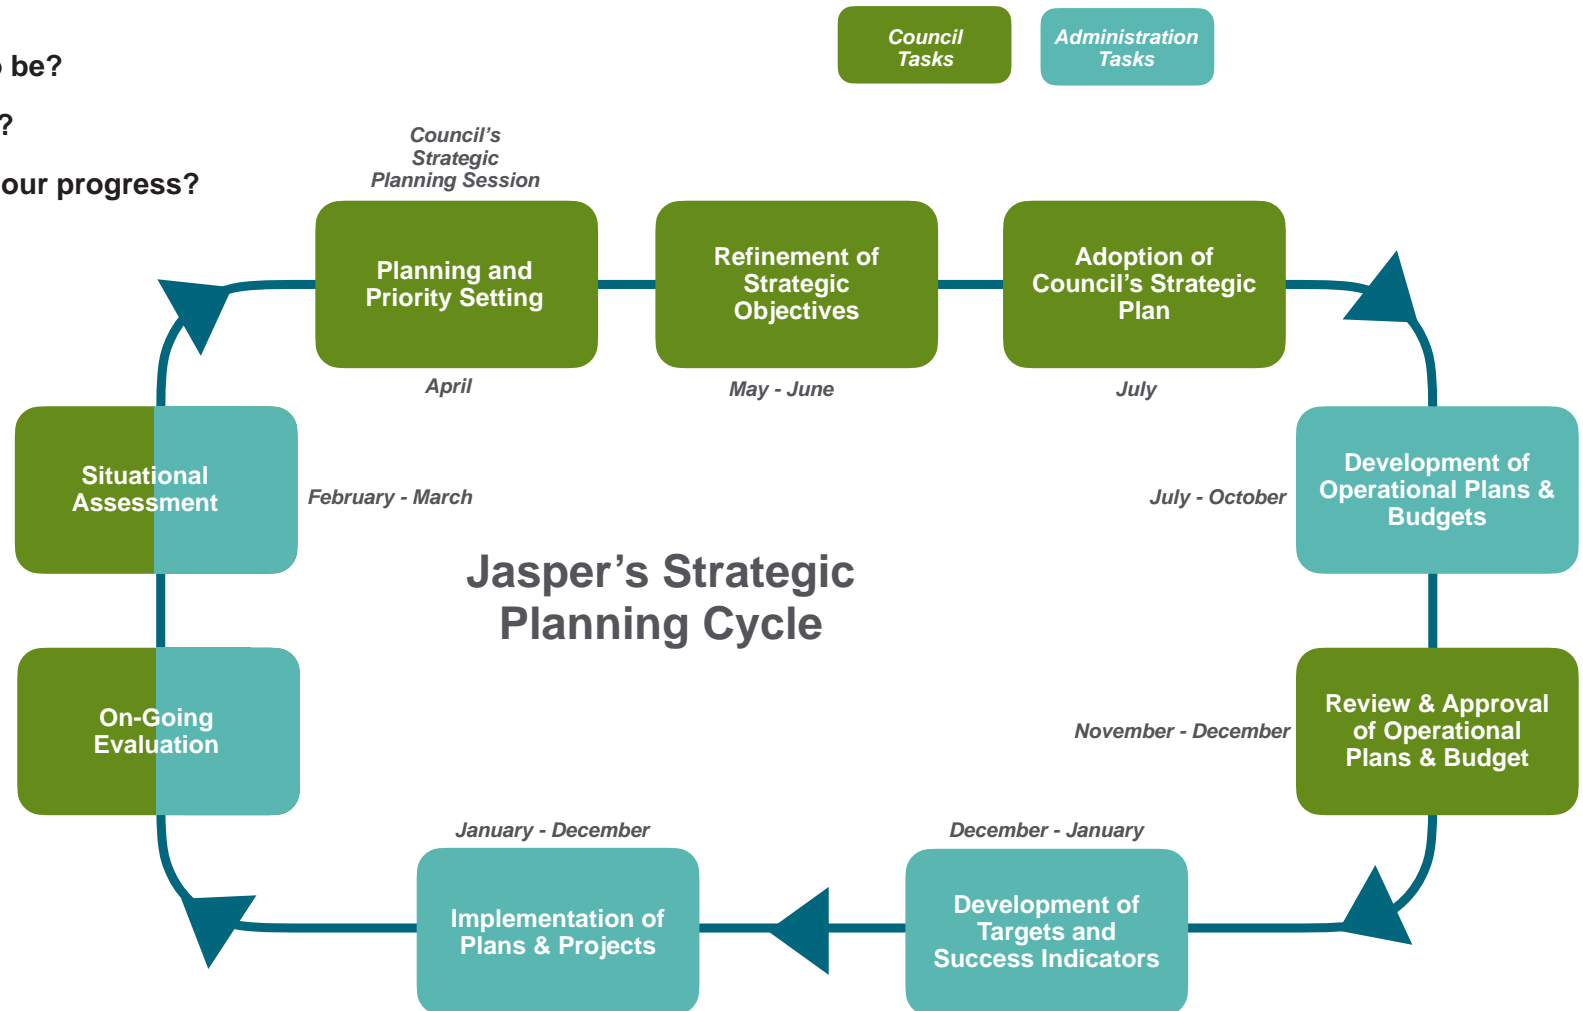 be?
?
our progress?
Council
Tasks
Administration
Tasks
Council’s
Strategic
Planning Session
Planning and
Priority Setting
April
Refinement of
Strategic
Objectives
May - June
Adoption of
Council’s Strategic
Plan
July
Situational
Assessment
February - March
Development of
Operational Plans &
Budgets
July - October
Jasper’s Strategic
Planning Cycle
On-Going
Evaluation
Review & Approval
of Operational
Plans & Budget
November - December
January - December
Implementation of
Plans & Projects
December - January
Development of
Targets and
Success Indicators